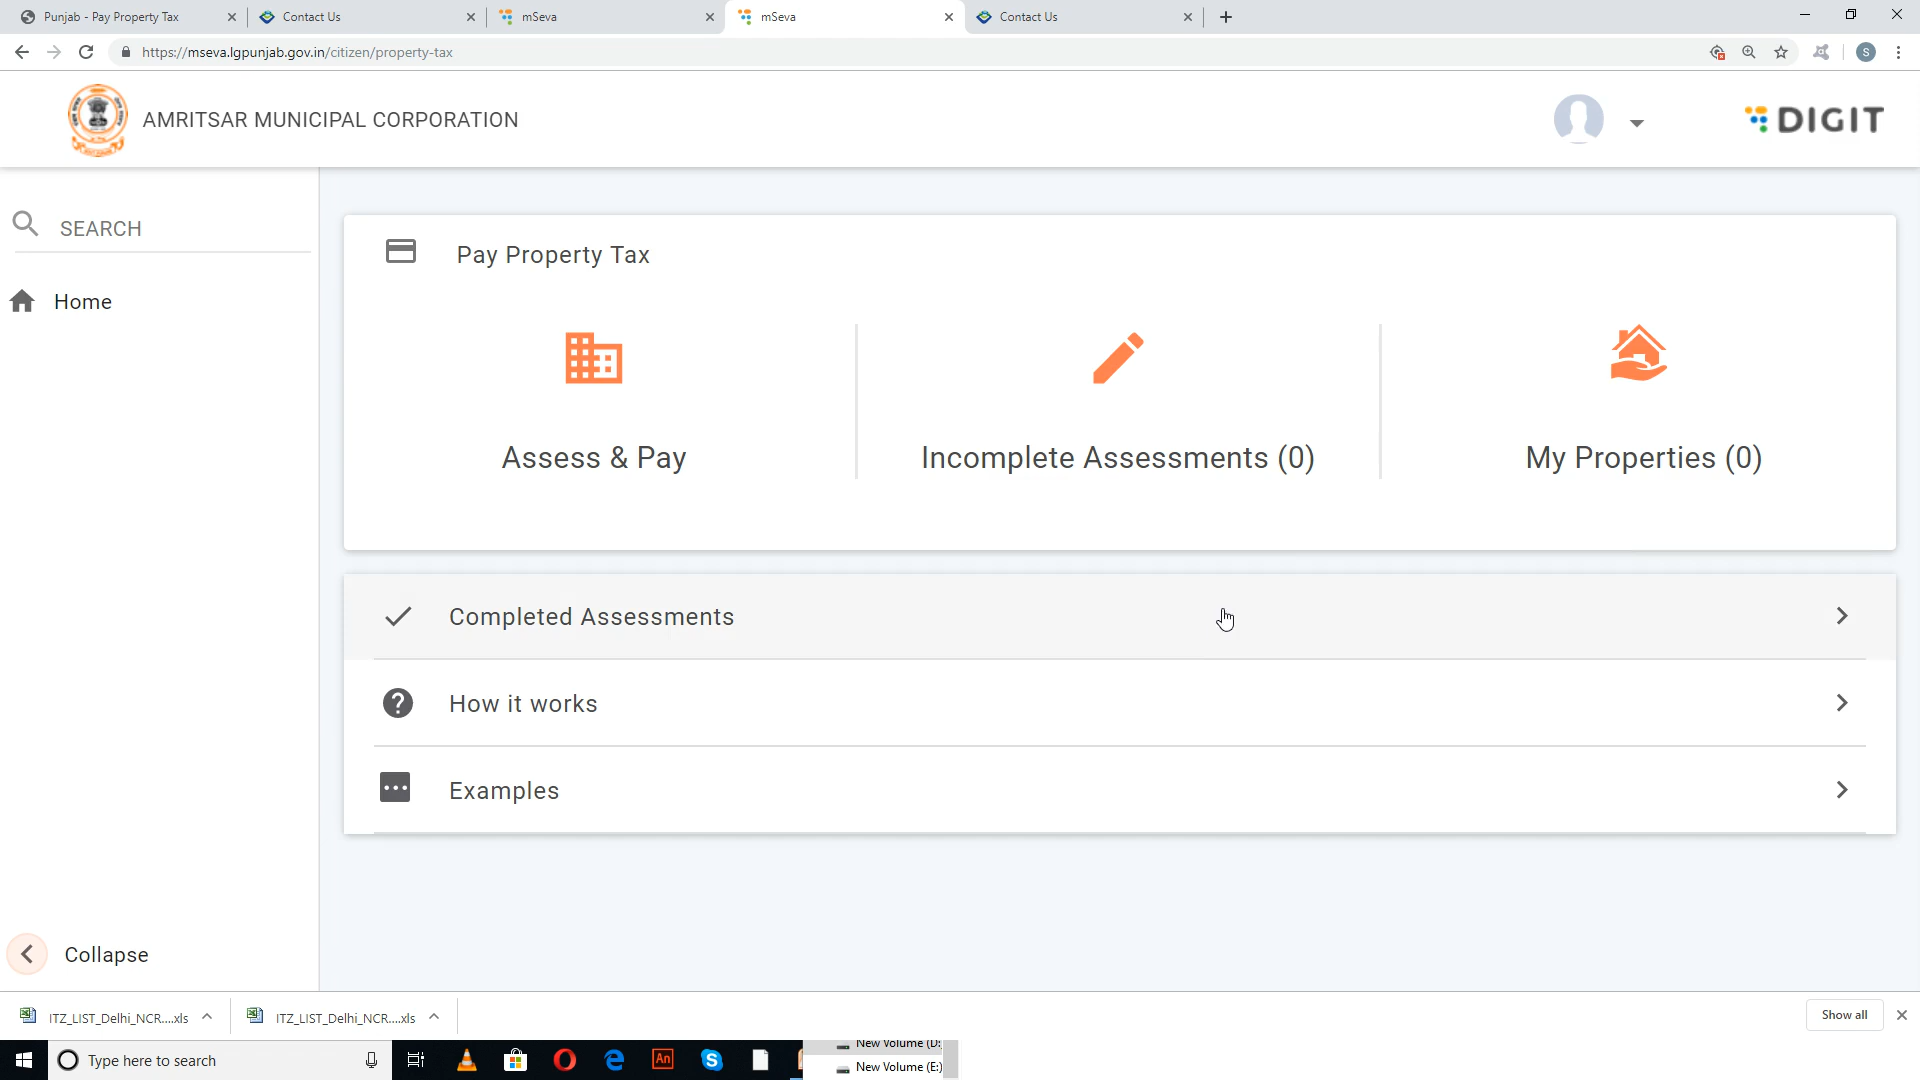 Punjab - Pay Property Tax
Contact Us
mSeva
mSeva
Contact Us
https://mseva.lgpunjab.gov.in/citizen/property-tax
S
AMRITSAR MUNICIPAL CORPORATION
DIGIT
SEARCH
Home
Pay Property Tax
Assess & Pay
Incomplete Assessments (0)
My Properties (0)
Completed Assessments
How it works
Examples
Collapse
ITZ_LIST_Delhi_NCR....xls
ITZ_LIST_Delhi_NCR....xls
Show all
Type here to search
An
New Volume (D:
New Volume (E:)